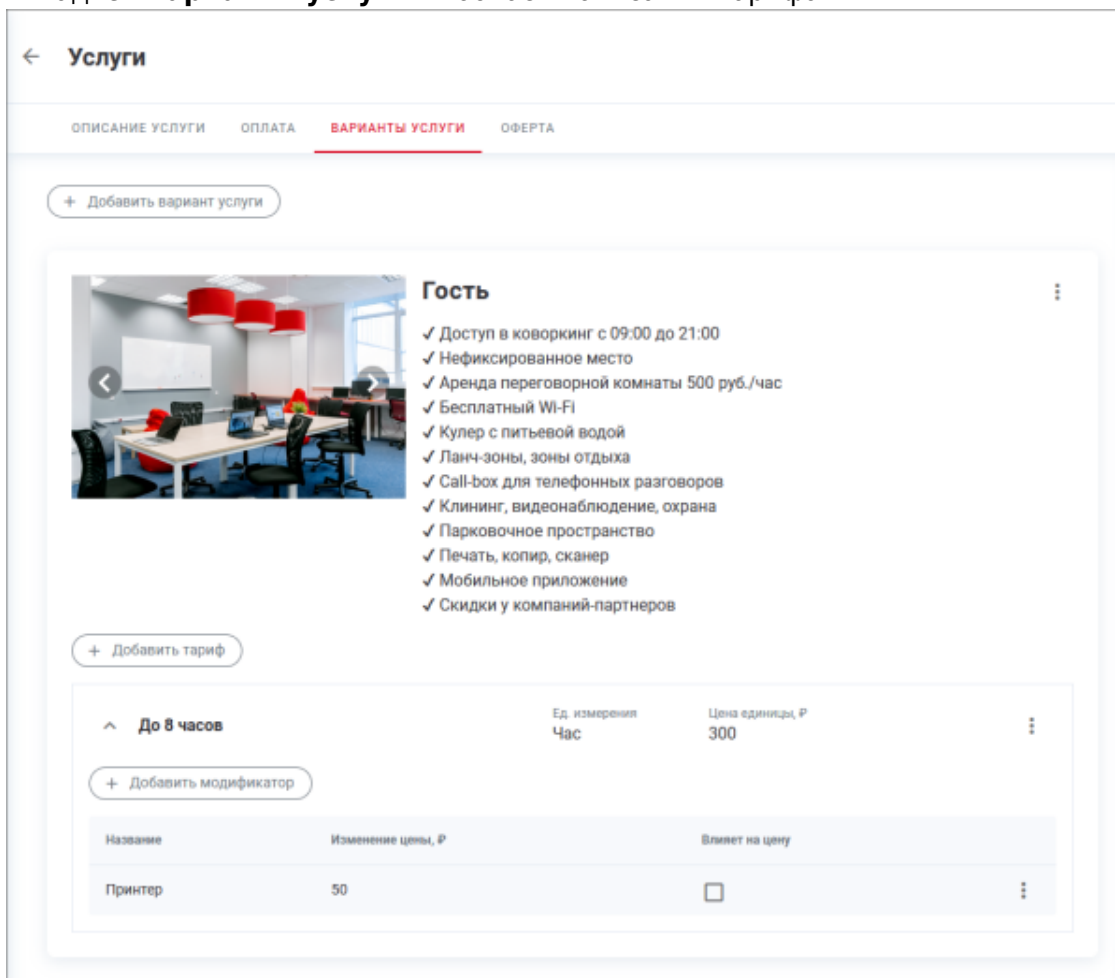 Услуги
ОПИСАНИЕ УСЛУГИ ОПЛАТА ВАРИАНТЫ УСЛУГИ ОФЕРТА
+ Добавить вариант услуги
Гость
✓ Доступ в коворкинг с 09:00 до 21:00
✓ Нефиксированное место
✓ Аренда переговорной комнаты 500 руб./час
✓ Бесплатный Wi-Fi
✓ Кулер с питьевой водой
✓ Ланч-зоны, зоны отдыха
✓ Call-box для телефонных разговоров
✓ Клининг, видеонаблюдение, охрана
✓ Парковочное пространство
✓ Печать, копир, сканер
✓ Мобильное приложение
✓ Скидки у компаний-партнеров
+ Добавить тариф
Ед. измерения Цена единицы, ₽
До 8 часов Час 300
+ Добавить модификатор
Название Изменение цены, ₽ Влияет на цену
Принтер 50